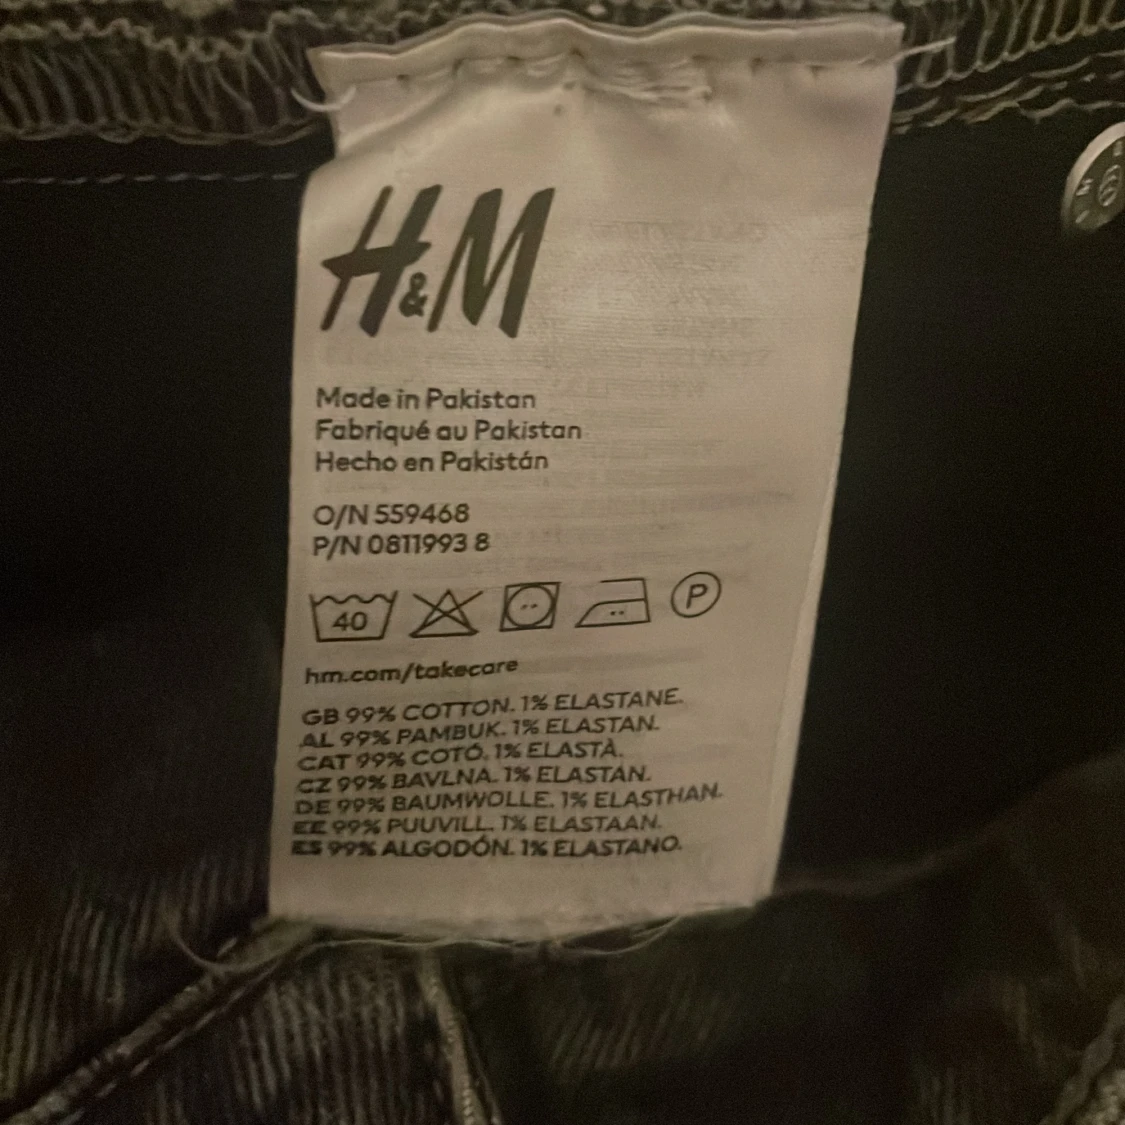 H&M
Made in Pakistan
Fabriqué au Pakistan
Hecho en Pakistán
O/N 559468
P/N 0811993 8
40 P
hm.com/takecare
GB 99% COTTON. 1% ELASTANE.
AL 99% PAMBUK. 1% ELASTAN.
CAT 99% COTÓ. 1% ELASTÀ.
CZ 99% BAVLNA. 1% ELASTAN.
DE 99% BAUMWOLLE. 1% ELASTHAN.
EE 99% PUUVILL. 1% ELASTAAN.
ES 99% ALGODÓN. 1% ELASTANO.